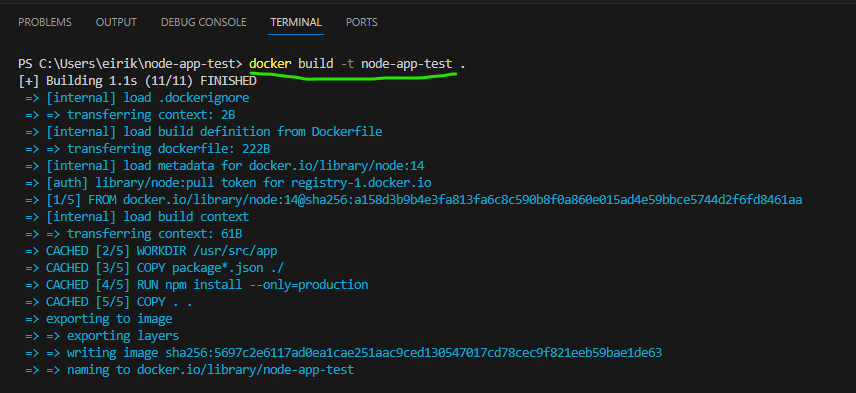 PROBLEMS OUTPUT DEBUG CONSOLE TERMINAL PORTS
PS C:\Users\eirik\node-app-test> docker build -t node-app-test .
[+] Building 1.1s (11/11) FINISHED
=> [internal] load .dockerignore
=> => transferring context: 2B
=> [internal] load build definition from Dockerfile
=> => transferring dockerfile: 222B
=> [internal] load metadata for docker.io/library/node:14
=> [auth] library/node:pull token for registry-1.docker.io
=> [1/5] FROM docker.io/library/node:14@sha256:a158d3b9b4e3fa813fa6c8c590b8f0a860e015ad4e59bbce5744d2f6fd8461aa
=> [internal] load build context
=> => transferring context: 61B
=> CACHED [2/5] WORKDIR /usr/src/app
=> CACHED [3/5] COPY package*.json ./
=> CACHED [4/5] RUN npm install --only=production
=> CACHED [5/5] COPY . .
=> exporting to image
=> => exporting layers
=> => writing image sha256:5697c2e6117ad0ea1cae251aac9ced130547017cd78cec9f821eeb59bae1de63
=> => naming to docker.io/library/node-app-test